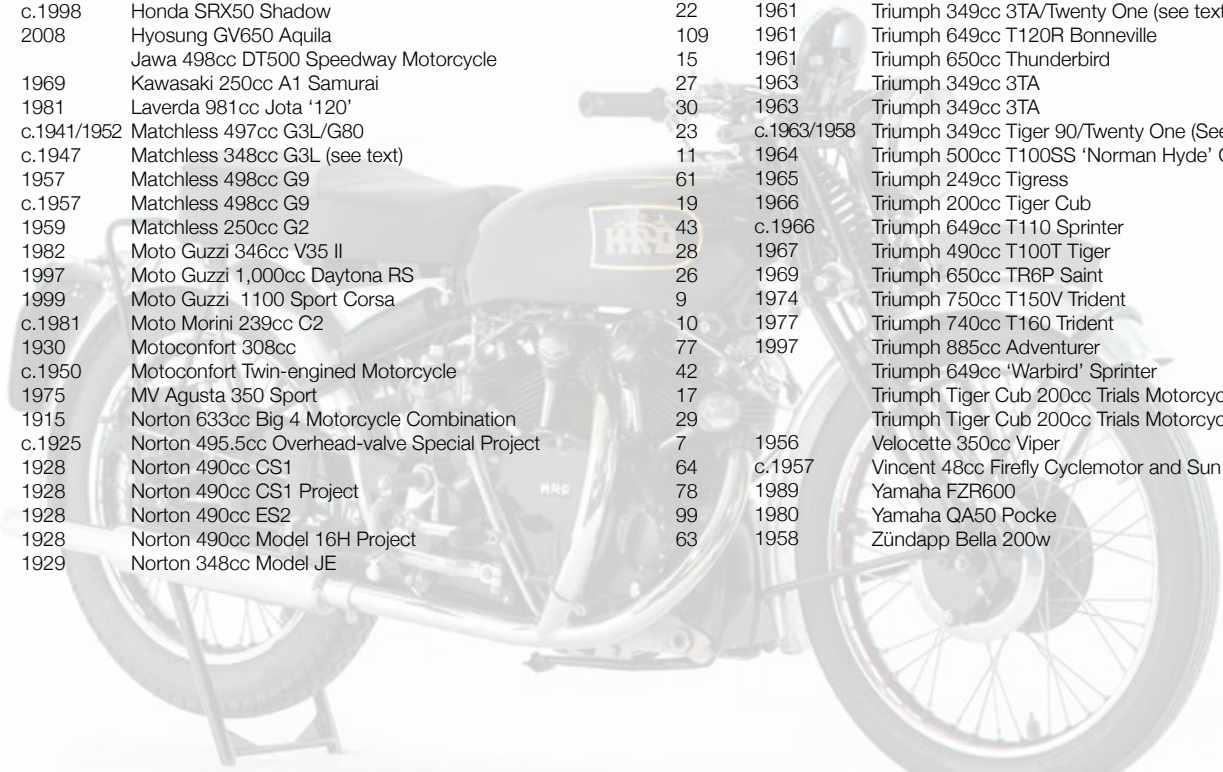 c.1998 Honda SRX50 Shadow
2008 Hyosung GV650 Aquila
Jawa 498cc DT500 Speedway Motorcycle
1969 Kawasaki 250cc A1 Samurai
1981 Laverda 981cc Jota ‘120’
c.1941/1952 Matchless 497cc G3L/G80
c.1947 Matchless 348cc G3L (see text)
1957 Matchless 498cc G9
c.1957 Matchless 498cc G9
1959 Matchless 250cc G2
1982 Moto Guzzi 346cc V35 II
1997 Moto Guzzi 1,000cc Daytona RS
1999 Moto Guzzi 1100 Sport Corsa
c.1981 Moto Morini 239cc C2
1930 Motoconfort 308cc
c.1950 Motoconfort Twin-engined Motorcycle
1975 MV Agusta 350 Sport
1915 Norton 633cc Big 4 Motorcycle Combination
c.1925 Norton 495.5cc Overhead-valve Special Project
1928 Norton 490cc CS1
1928 Norton 490cc CS1 Project
1928 Norton 490cc ES2
1928 Norton 490cc Model 16H Project
1929 Norton 348cc Model JE
22 1961 Triumph 349cc 3TA/Twenty One (see text
109 1961 Triumph 649cc T120R Bonneville
15 1961 Triumph 650cc Thunderbird
27 1963 Triumph 349cc 3TA
30 1963 Triumph 349cc 3TA
23 c.1963/1958 Triumph 349cc Tiger 90/Twenty One (See
11 1964 Triumph 500cc T100SS ‘Norman Hyde’
61 1965 Triumph 249cc Tigress
19 1966 Triumph 200cc Tiger Cub
43 c.1966 Triumph 649cc T110 Sprinter
28 1967 Triumph 490cc T100T Tiger
26 1969 Triumph 650cc TR6P Saint
9 1974 Triumph 750cc T150V Trident
10 1977 Triumph 740cc T160 Trident
77 1997 Triumph 885cc Adventurer
42 Triumph 649cc ‘Warbird’ Sprinter
17 Triumph Tiger Cub 200cc Trials Motorcyc
29 Triumph Tiger Cub 200cc Trials Motorcyc
7 1956 Velocette 350cc Viper
64 c.1957 Vincent 48cc Firefly Cyclemotor and Sun
78 1989 Yamaha FZR600
99 1980 Yamaha QA50 Pocke
63 1958 Zündapp Bella 200w
HRD
HRD